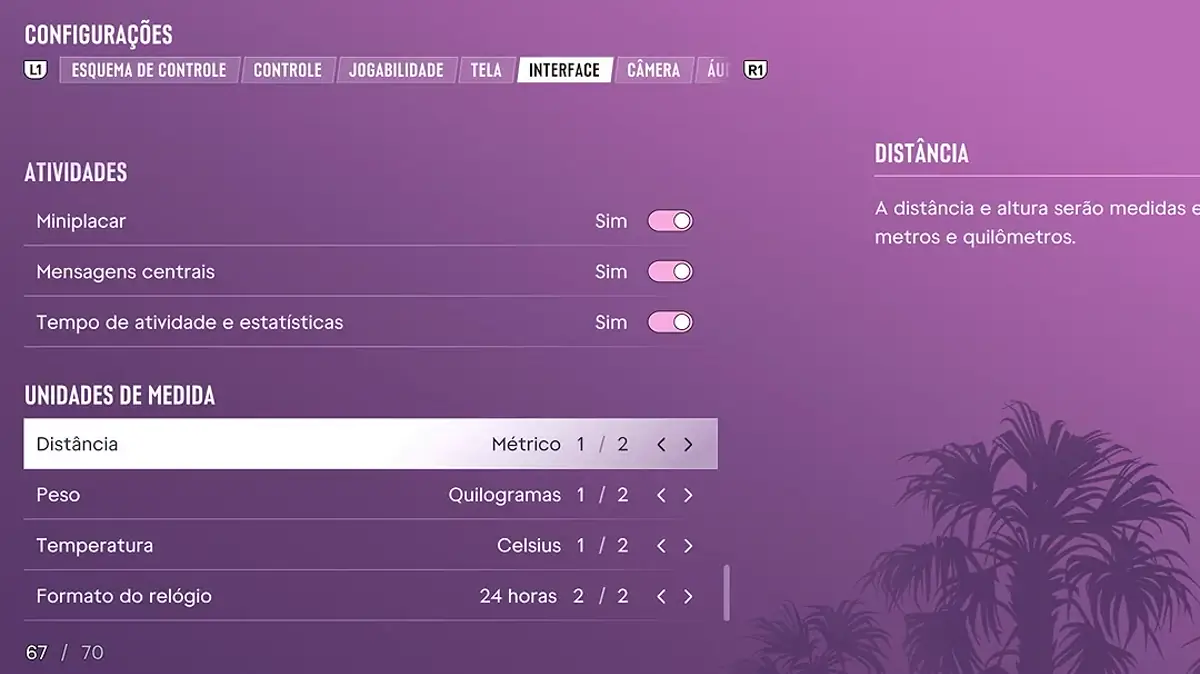 CONFIGURAÇÕES
L1 ESQUEMA DE CONTROLE CONTROLE JOGABILIDADE TELA INTERFACE CÂMERA R1
ATIVIDADES
Miniplacar Sim
Mensagens centrais Sim
Tempo de atividade e estatísticas Sim
UNIDADES DE MEDIDA
Distância Métrico 1 / 2
Peso Quilogramas 1 / 2
Temperatura Celsius 1 / 2
Formato do relógio 24 horas 2 / 2
67 / 70
DISTÂNCIA
A distância e altura serão medidas
metros e quilômetros.